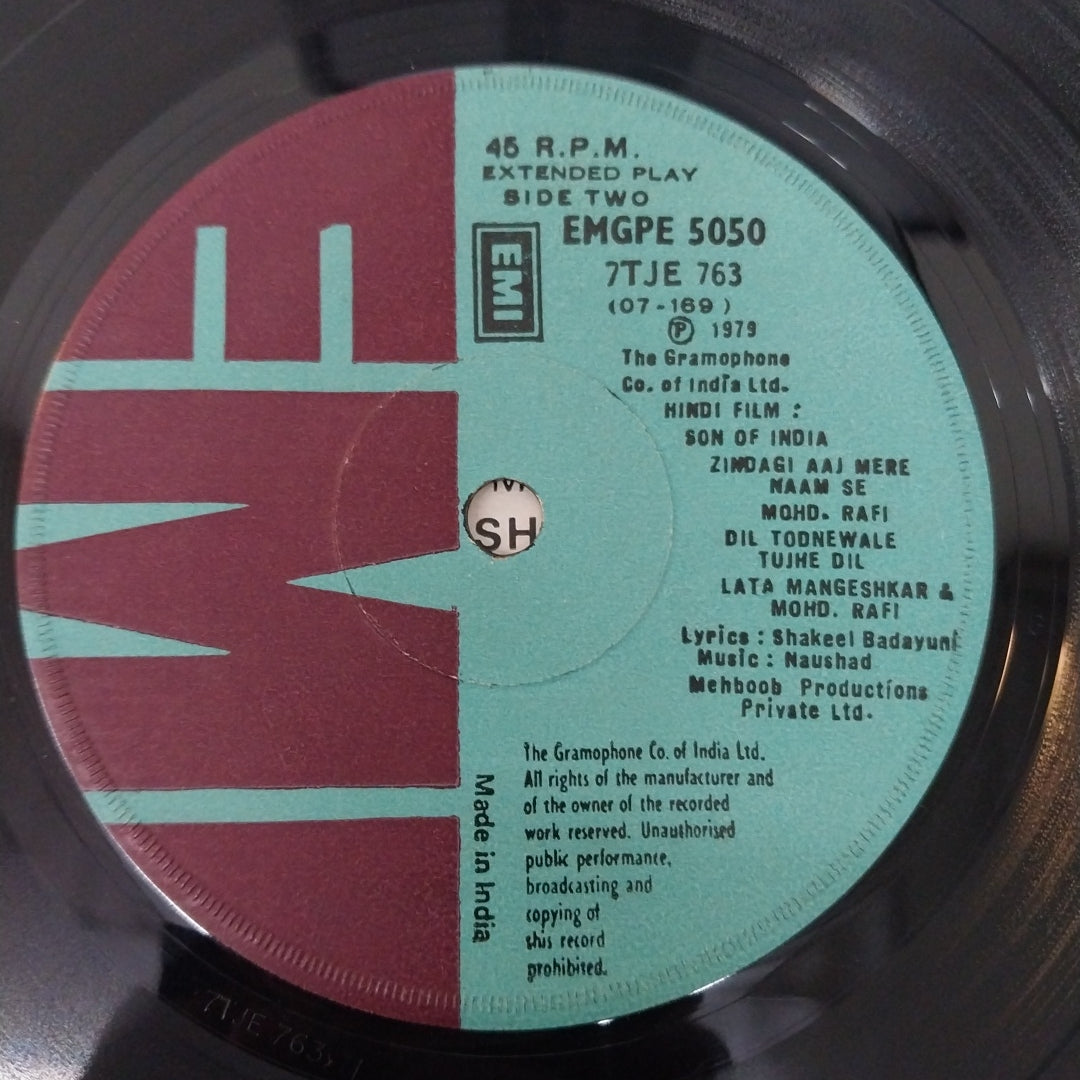 45 R.P.M.
EXTENDED PLAY
SIDE TWO
EMGPE 5050
EMI
7TJE 763
(07-169)
Ⓟ 1979
The Gramophone
Co. of India Ltd.
HINDI FILM :
SON OF INDIA
ZINDAGI AAJ MERE
NAAM SE
MOHD. RAFI
DIL TODNEWALE
TUJHE DIL
LATA MANGESHKAR &
MOHD. RAFI
Lyrics : Shakeel Badayuni
Music : Naushad
Mehboob Productions
Private Ltd.
The Gramophone Co. of India Ltd.
All rights of the manufacturer and
of the owner of the recorded
work reserved. Unauthorised
public performance,
broadcasting and
copying of
this record
prohibited.
Made in India
EMI
SH
7TJE 763